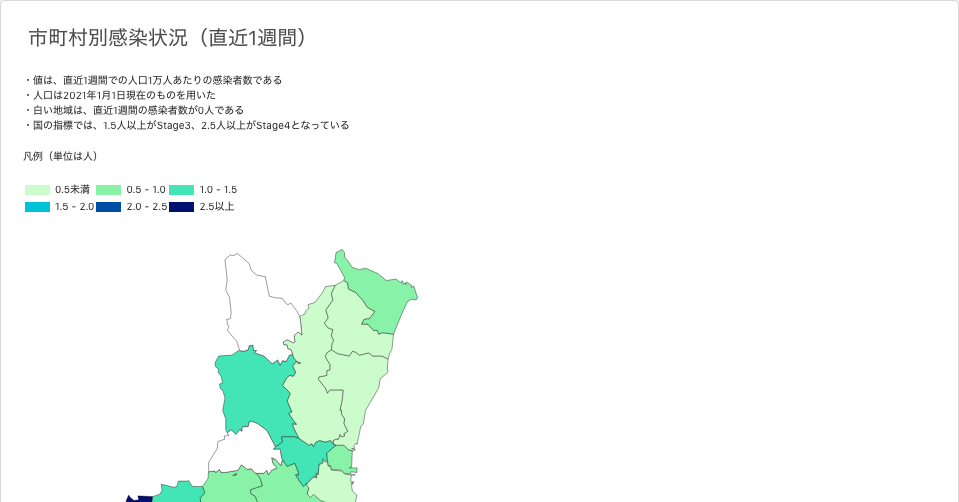 市町村別感染状況（直近1週間）
・値は、直近1週間での人口1万人あたりの感染者数である
・人口は2021年1月1日現在のものを用いた
・白い地域は、直近1週間の感染者数が0人である
・国の指標では、1.5人以上がStage3、2.5人以上がStage4となっている
凡例（単位は人）
0.5未満 0.5 - 1.0 1.0 - 1.5
1.5 - 2.0 2.0 - 2.5 2.5以上